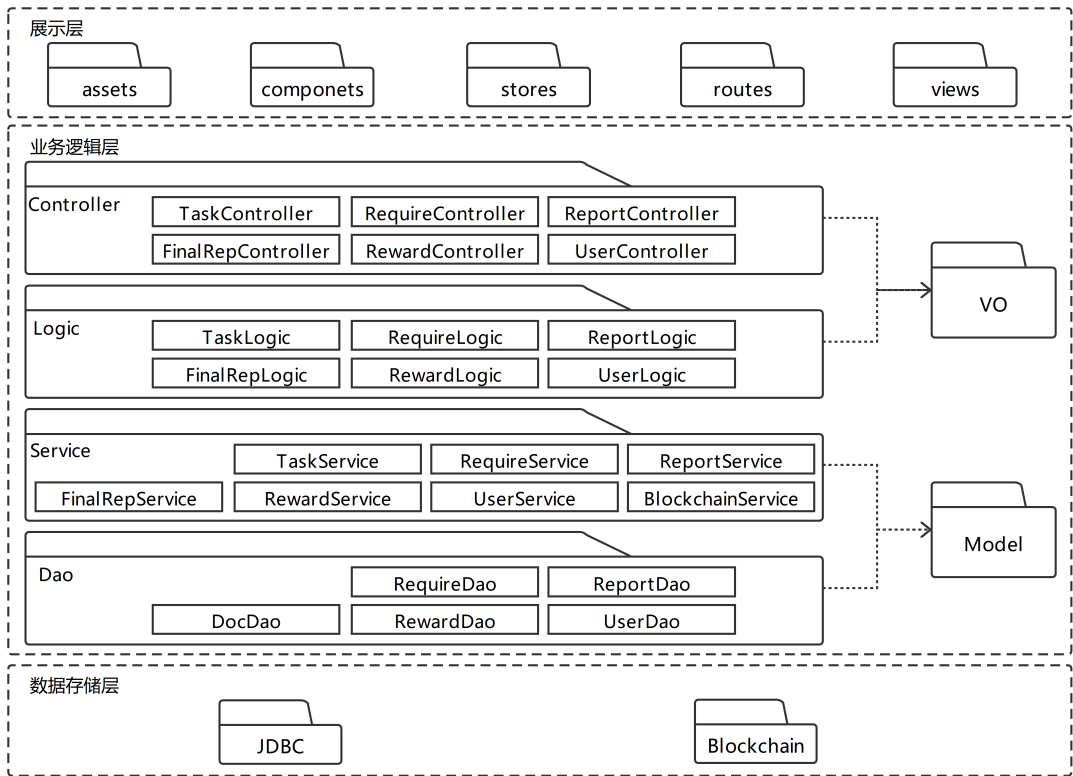 展示层
assets
componets
stores
routes
views
业务逻辑层
Controller
TaskController
RequireController
ReportController
FinalRepController
RewardController
UserController
VO
Logic
TaskLogic
RequireLogic
ReportLogic
FinalRepLogic
RewardLogic
UserLogic
Service
TaskService
RequireService
ReportService
FinalRepService
RewardService
UserService
BlockchainService
Model
Dao
RequireDao
ReportDao
DocDao
RewardDao
UserDao
数据存储层
JDBC
Blockchain